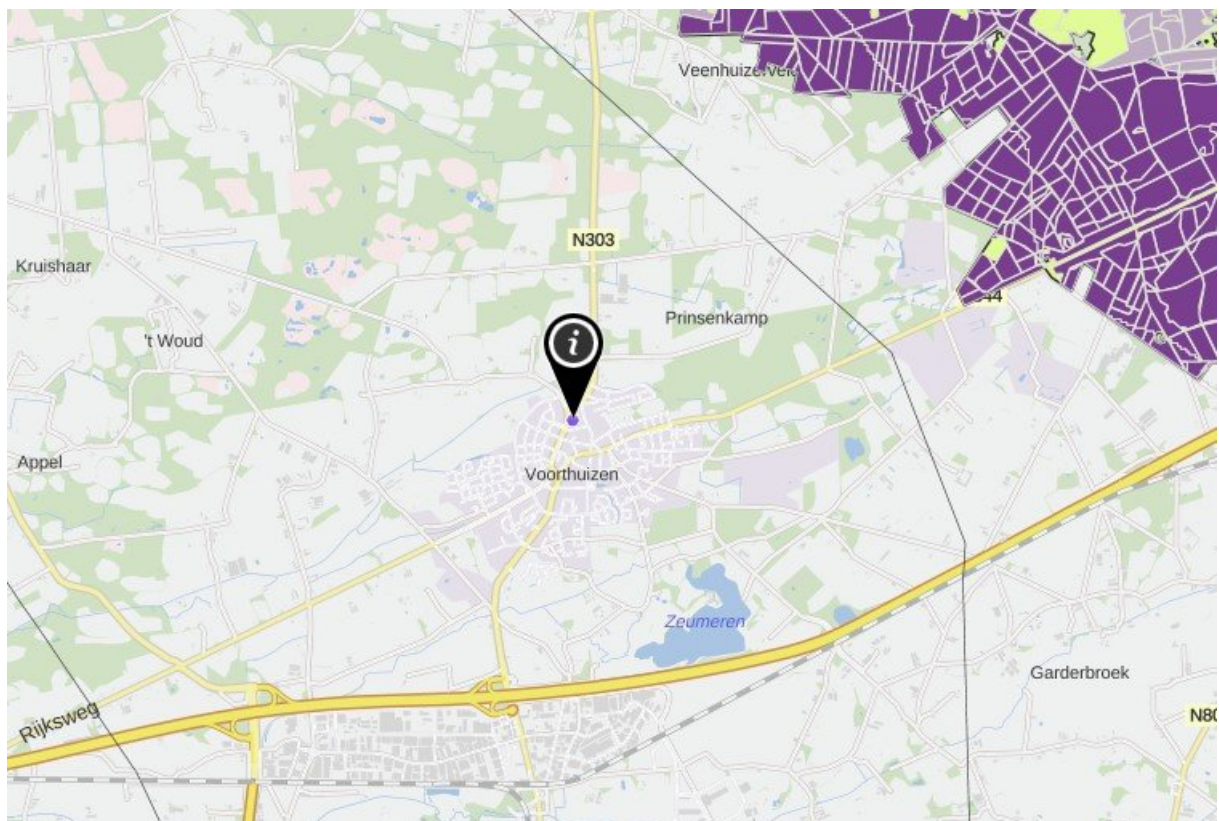 Veenhuizerveld
N303
Kruishaar
Prinsenkamp
't Woud
Appel
Voorthuizen
Zeumeren
Garderbroek
Rijksweg